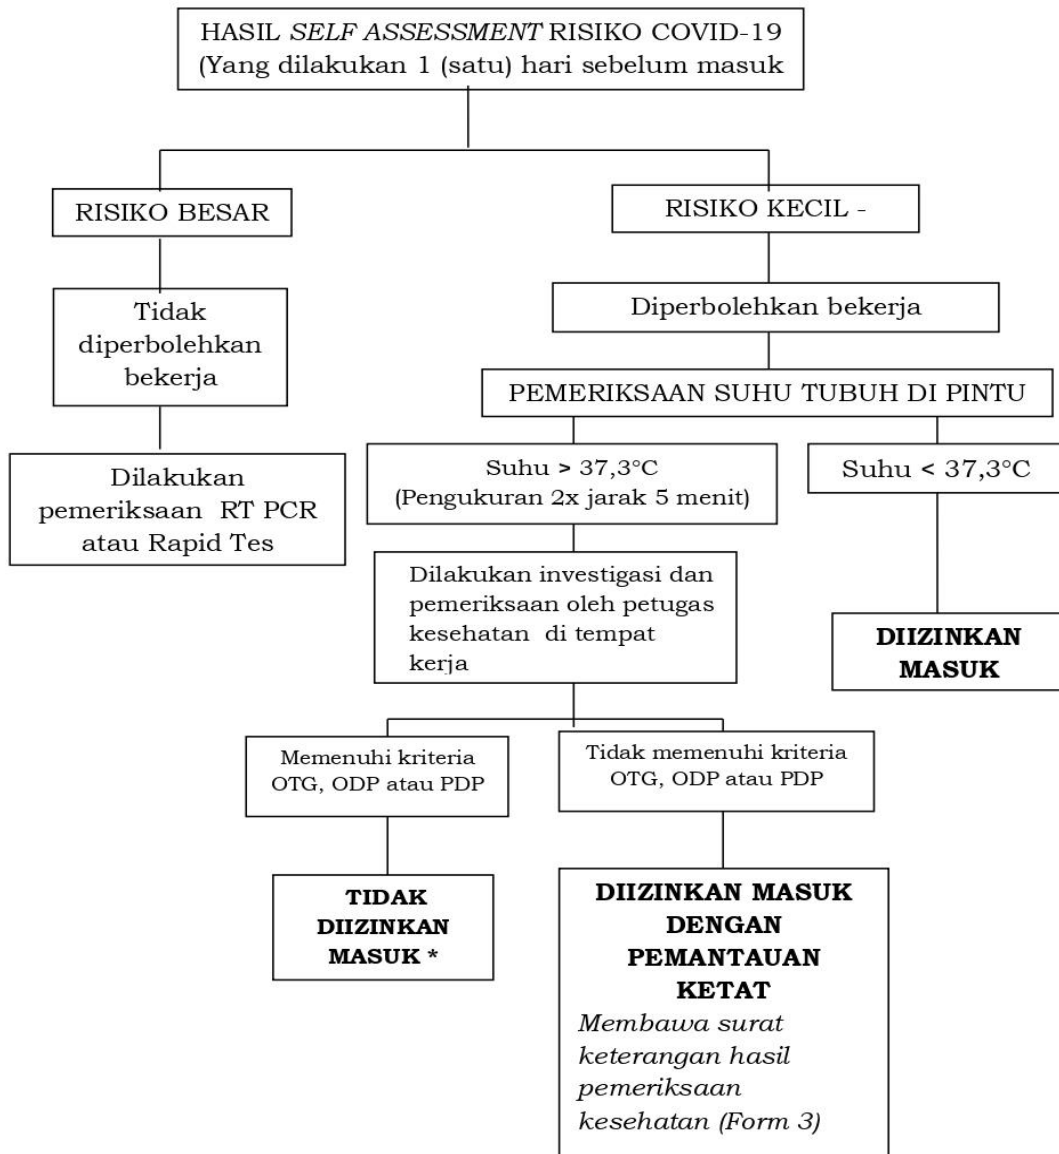 HASIL SELF ASSESSMENT RISIKO COVID-19
(Yang dilakukan 1 (satu) hari sebelum masuk
RISIKO BESAR
RISIKO KECIL -
Tidak
diperbolehkan
bekerja
Diperbolehkan bekerja
PEMERIKSAAN SUHU TUBUH DI PINTU
Dilakukan
pemeriksaan RT PCR
atau Rapid Tes
Suhu > 37,3°C
(Pengukuran 2x jarak 5 menit)
Suhu < 37,3°C
Dilakukan investigasi dan
pemeriksaan oleh petugas
kesehatan di tempat
kerja
DIIZINKAN
MASUK
Memenuhi kriteria
OTG, ODP atau PDP
Tidak memenuhi kriteria
OTG, ODP atau PDP
TIDAK
DIIZINKAN
MASUK *
DIIZINKAN MASUK
DENGAN
PEMANTAUAN
KETAT
Membawa surat
keterangan hasil
pemeriksaan
kesehatan (Form 3)